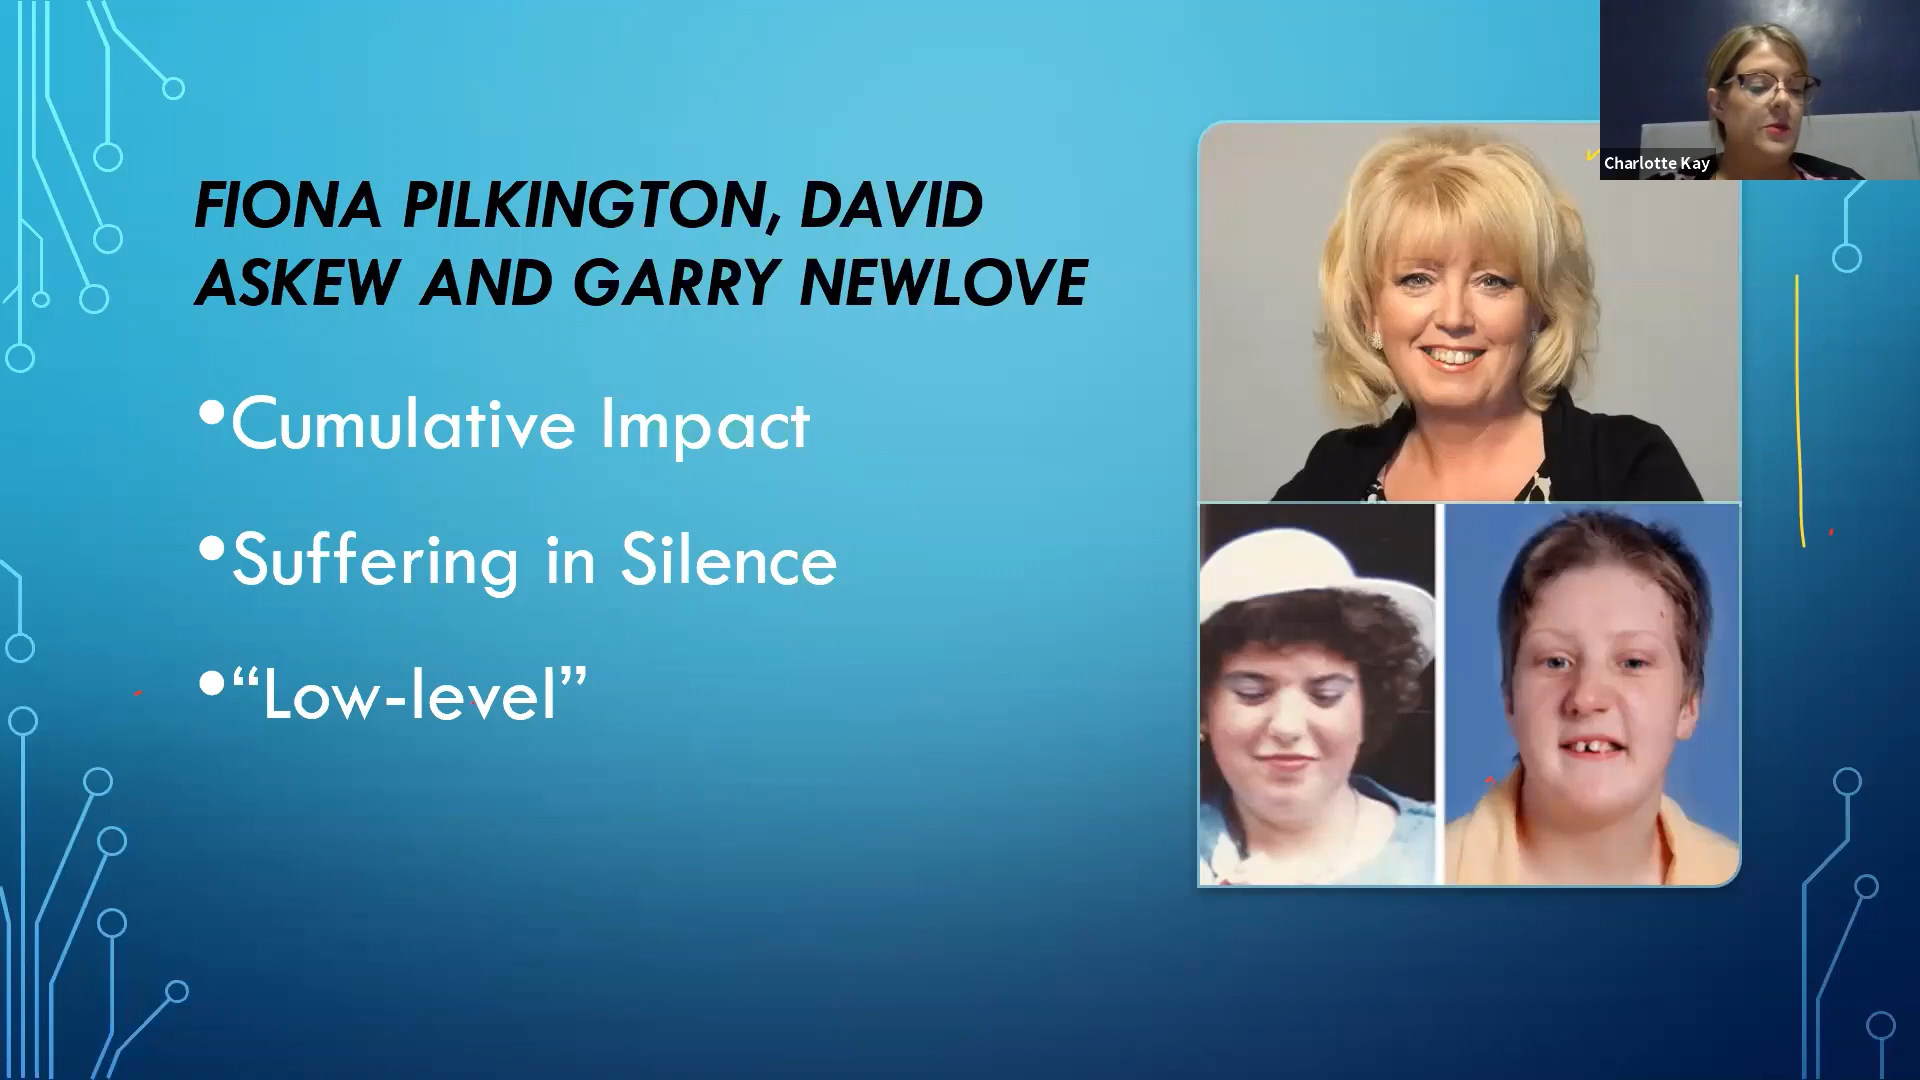 FIONA PILKINGTON, DAVID
ASKEW AND GARRY NEWLOVE
•Cumulative Impact
•Suffering in Silence
•“Low-level”
Charlotte Kay